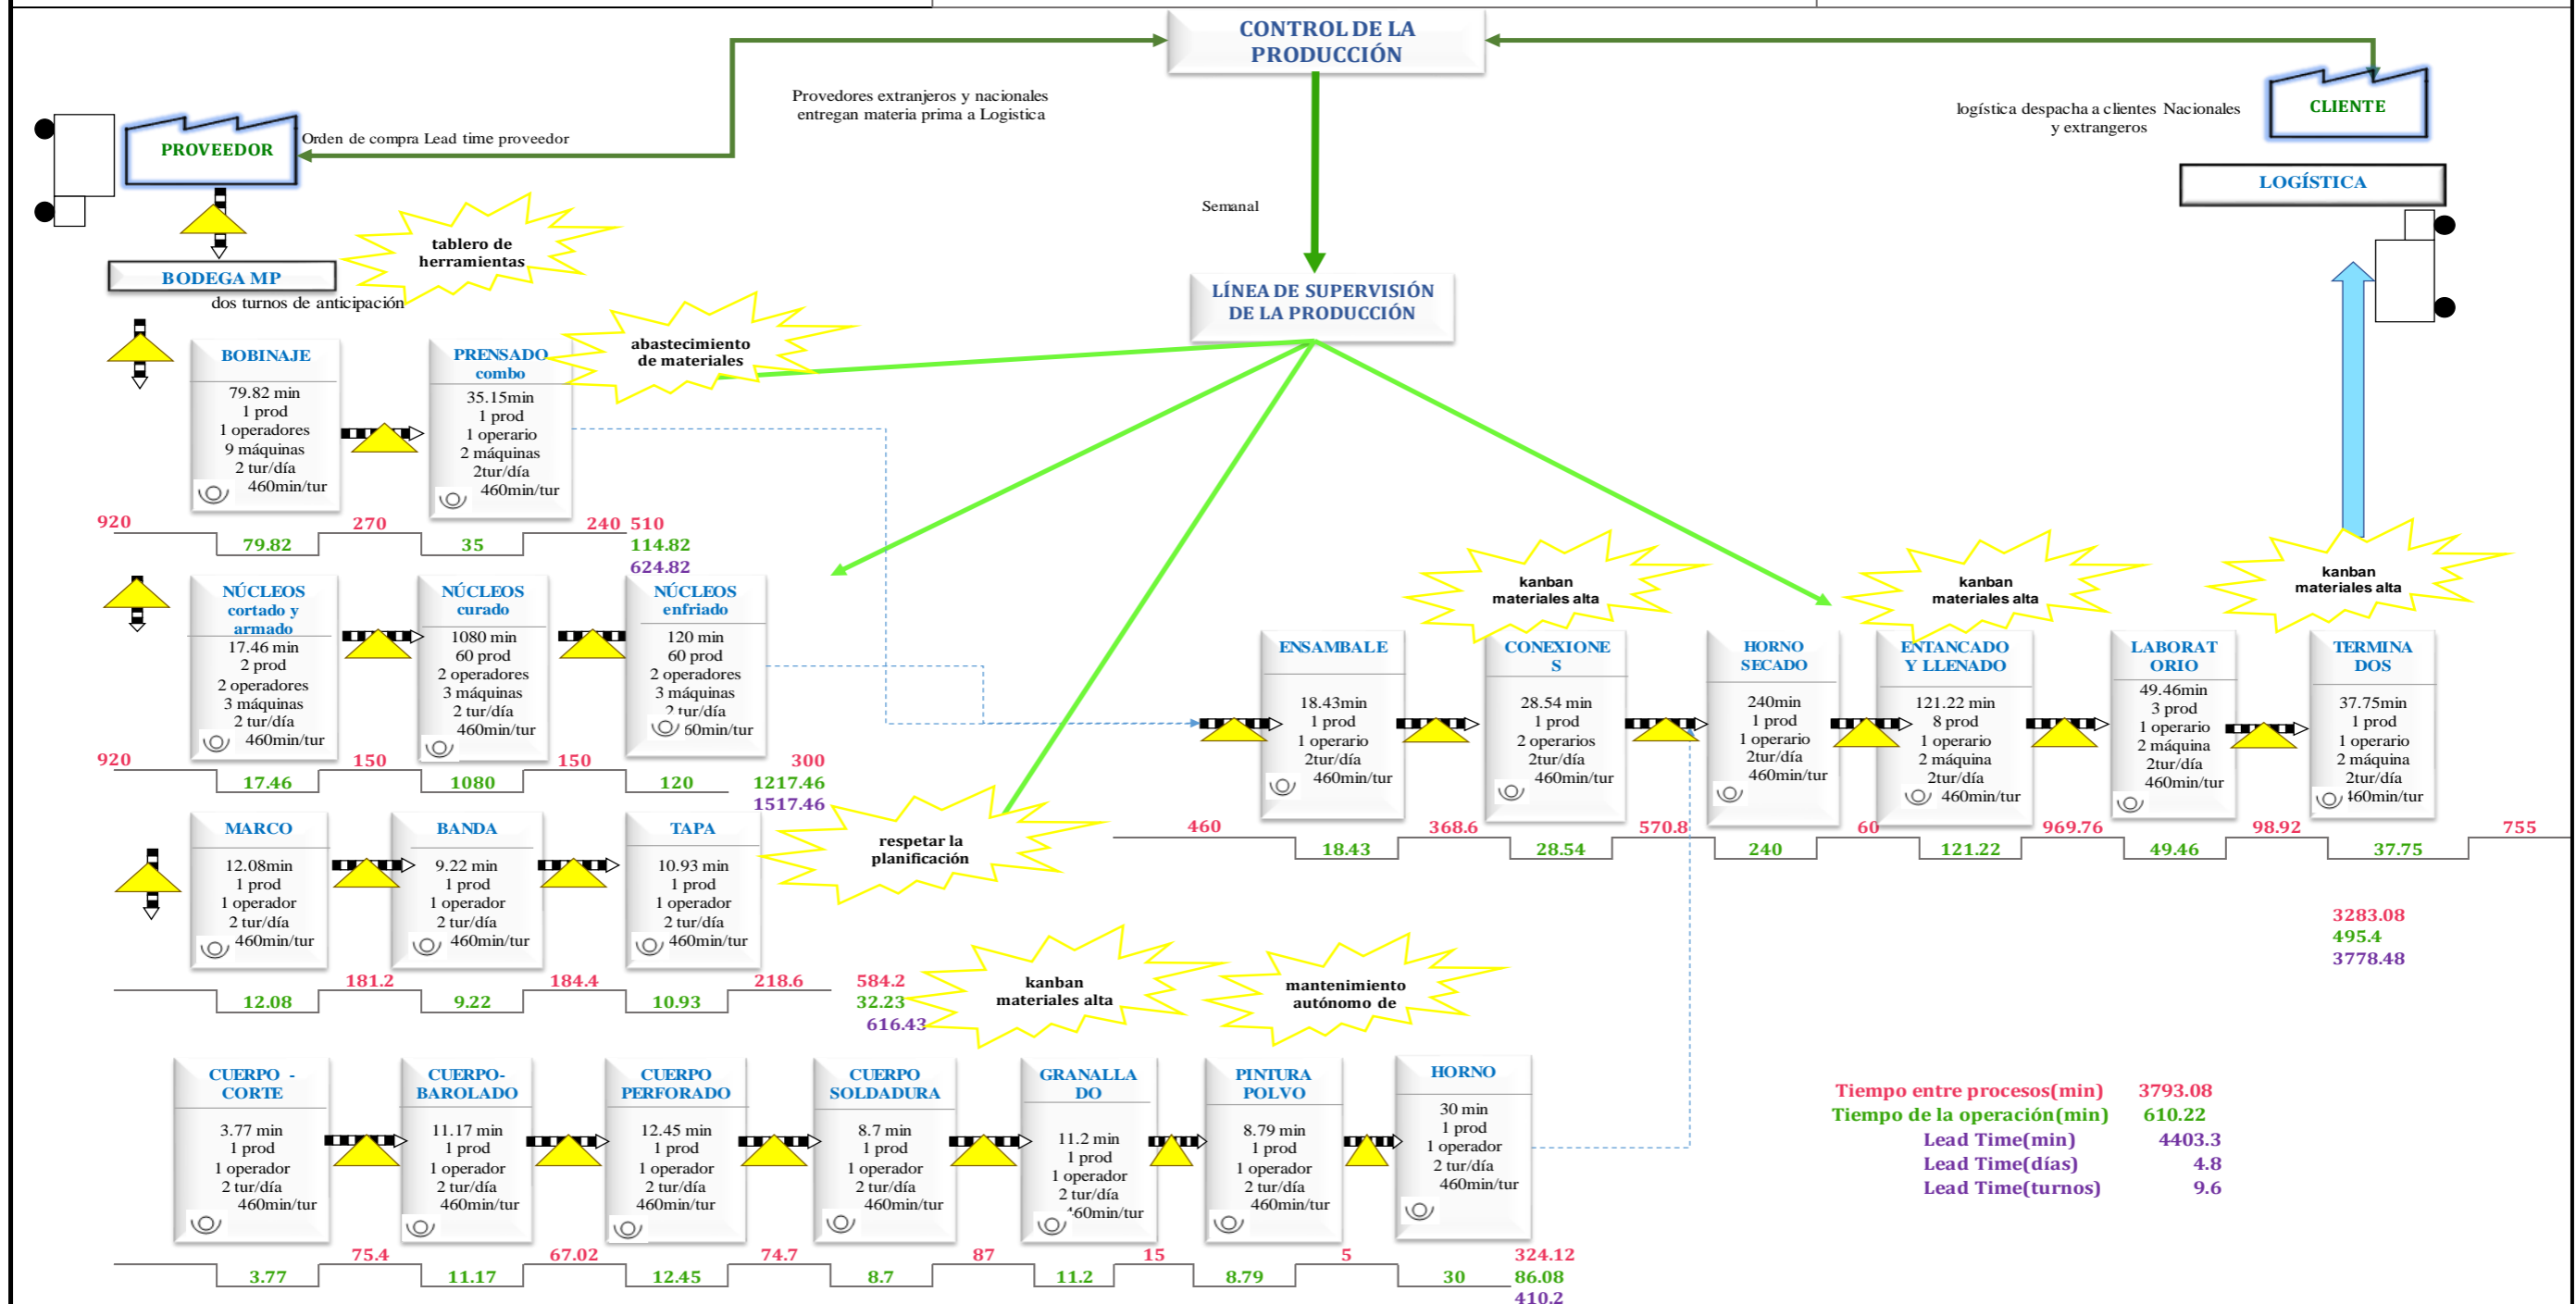 CONTROL DE LA
PRODUCCIÓN
Provedores extranjeros y nacionales
entregan materia prima a Logistica
logística despacha a clientes Nacionales
y extrangeros
CLIENTE
PROVEEDOR
Orden de compra Lead time proveedor
LOGÍSTICA
Semanal
tablero de
herramientas
BODEGA MP
dos turnos de anticipación
LÍNEA DE SUPERVISIÓN
DE LA PRODUCCIÓN
abastecimiento
de materiales
BOBINAJE
79.82 min
1 prod
1 operadores
9 máquinas
2 tur/día
460min/tur
PRENSADO
combo
35.15min
1 prod
1 operario
2 máquinas
2tur/día
460min/tur
920
270
240
510
79.82
35
114.82
624.82
NÚCLEOS
cortado y
armado
17.46 min
2 prod
2 operadores
3 máquinas
2 tur/día
460min/tur
NÚCLEOS
curado
1080 min
60 prod
2 operadores
3 máquinas
2 tur/día
460min/tur
NÚCLEOS
enfriado
120 min
60 prod
2 operadores
3 máquinas
2 tur/día
60min/tur
920
150
150
300
17.46
1080
120
1217.46
1517.46
kanban
materiales alta
kanban
materiales alta
kanban
materiales alta
ENSAMBALE
18.43min
1 prod
1 operario
2tur/día
460min/tur
CONEXIONE
S
28.54 min
1 prod
2 operarios
2tur/día
460min/tur
HORNO
SECADO
240min
1 prod
1 operario
2tur/día
460min/tur
ENTANCADO
Y LLENADO
121.22 min
8 prod
1 operario
2 máquina
2tur/día
460min/tur
LABORAT
ORIO
49.46min
3 prod
1 operario
2 máquina
2tur/día
460min/tur
TERMINA
DOS
37.75min
1 prod
1 operario
2 máquina
2tur/día
460min/tur
460
368.6
570.8
60
969.76
98.92
755
18.43
28.54
240
121.22
49.46
37.75
3283.08
495.4
3778.48
MARCO
12.08min
1 prod
1 operador
2 tur/día
460min/tur
BANDA
9.22 min
1 prod
1 operador
2 tur/día
460min/tur
TAPA
10.93 min
1 prod
1 operador
2 tur/día
460min/tur
respetar la
planificación
181.2
184.4
218.6
584.2
12.08
9.22
10.93
32.23
616.43
kanban
materiales alta
mantenimiento
autónomo de
CUERPO -
CORTE
3.77 min
1 prod
1 operador
2 tur/día
460min/tur
CUERPO-
BAROLADO
11.17 min
1 prod
1 operador
2 tur/día
460min/tur
CUERPO
PERFORADO
12.45 min
1 prod
1 operador
2 tur/día
460min/tur
CUERPO
SOLDADURA
8.7 min
1 prod
1 operador
2 tur/día
460min/tur
GRANALLA
DO
11.2 min
1 prod
1 operador
2 tur/día
460min/tur
PINTURA
POLVO
8.79 min
1 prod
1 operador
2 tur/día
460min/tur
HORNO
30 min
1 prod
1 operador
2 tur/día
460min/tur
75.4
67.02
74.7
87
15
5
324.12
3.77
11.17
12.45
8.7
11.2
8.79
30
86.08
410.2
Tiempo entre procesos(min) 3793.08
Tiempo de la operación(min) 610.22
Lead Time(min) 4403.3
Lead Time(días) 4.8
Lead Time(turnos) 9.6